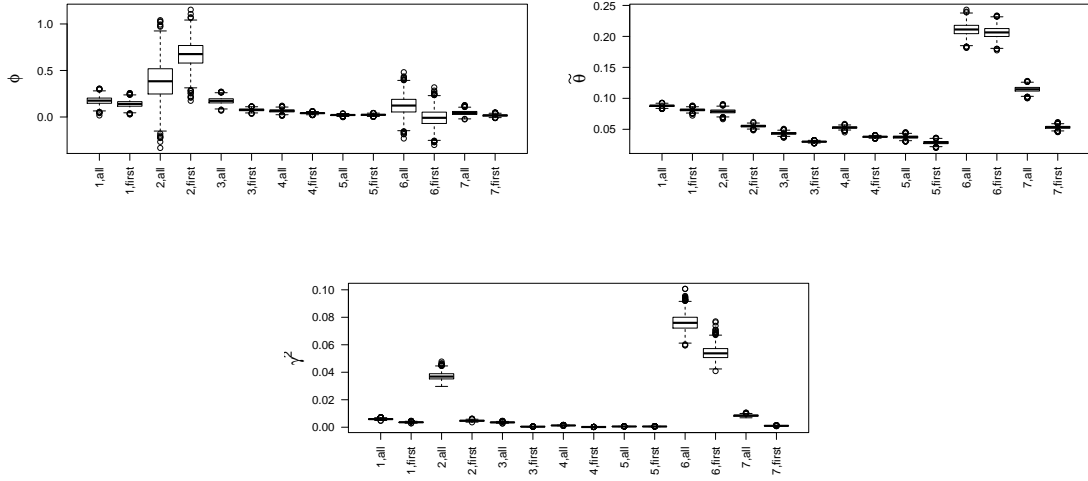 ϕ
1.0
0.5
0.0
1,all
1,first
2,all
2,first
3,all
3,first
4,all
4,first
5,all
5,first
6,all
6,first
7,all
7,first
θ̃
0.25
0.20
0.15
0.10
0.05
1,all
1,first
2,all
2,first
3,all
3,first
4,all
4,first
5,all
5,first
6,all
6,first
7,all
7,first
γ²
0.10
0.08
0.06
0.04
0.02
0.00
1,all
1,first
2,all
2,first
3,all
3,first
4,all
4,first
5,all
5,first
6,all
6,first
7,all
7,first